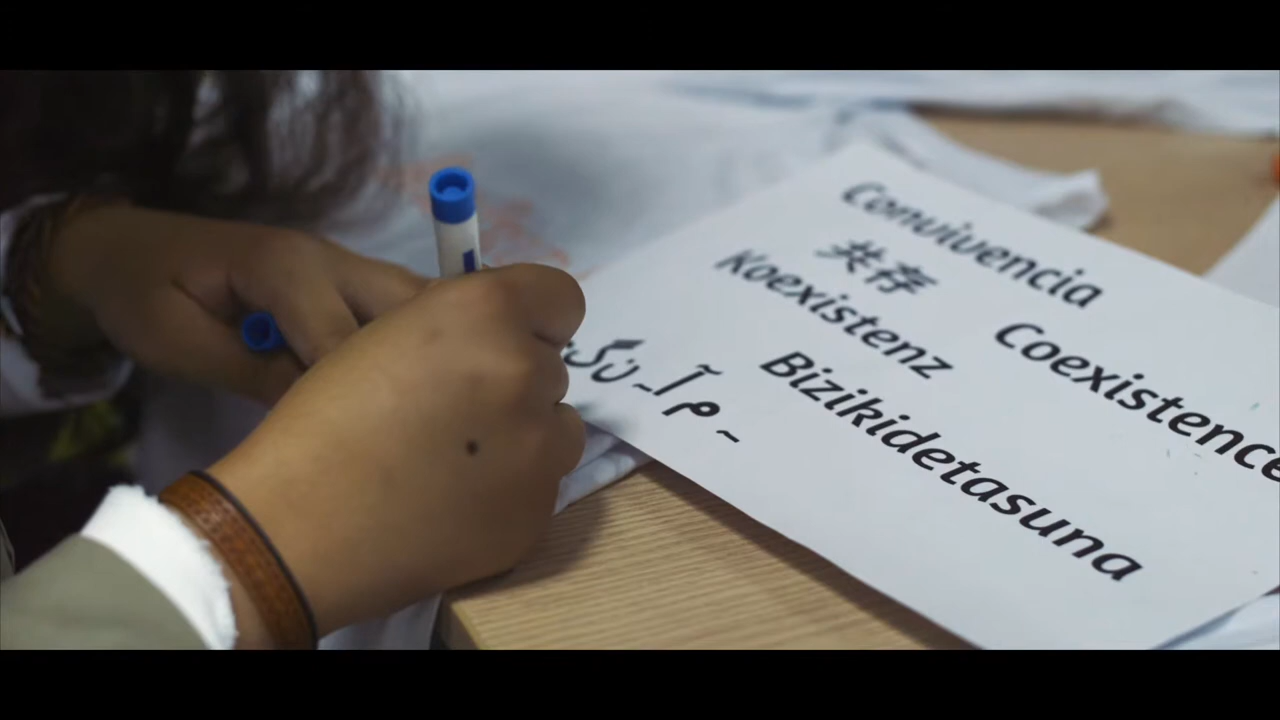 Convivencia
共存
Koexistenz
Coexistence
Bizikidetasuna